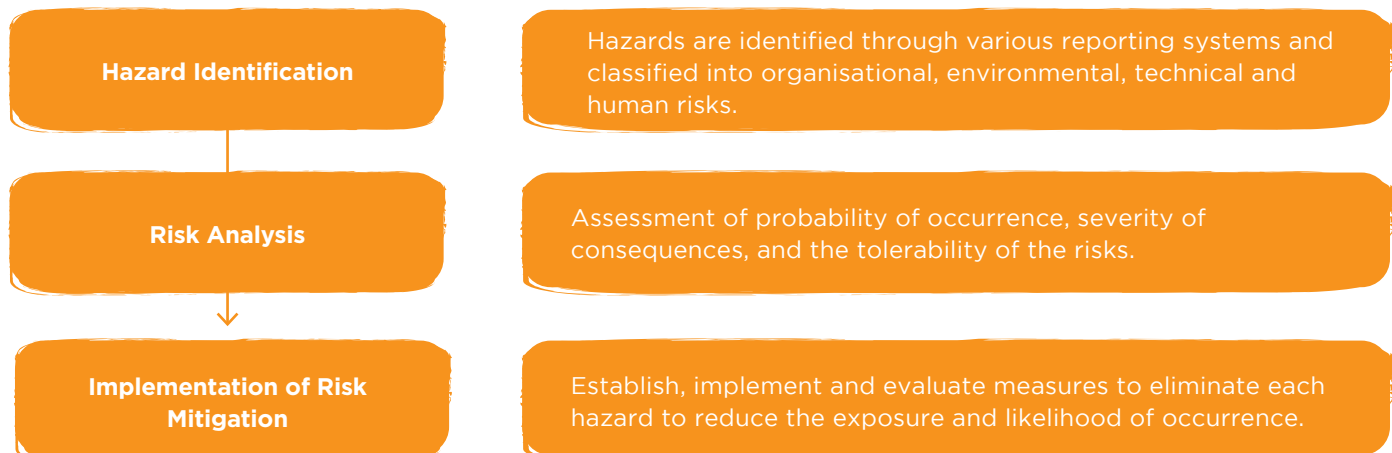 Hazard Identification
Hazards are identified through various reporting systems and
classified into organisational, environmental, technical and
human risks.
Risk Analysis
Assessment of probability of occurrence, severity of
consequences, and the tolerability of the risks.
Implementation of Risk
Mitigation
Establish, implement and evaluate measures to eliminate each
hazard to reduce the exposure and likelihood of occurrence.